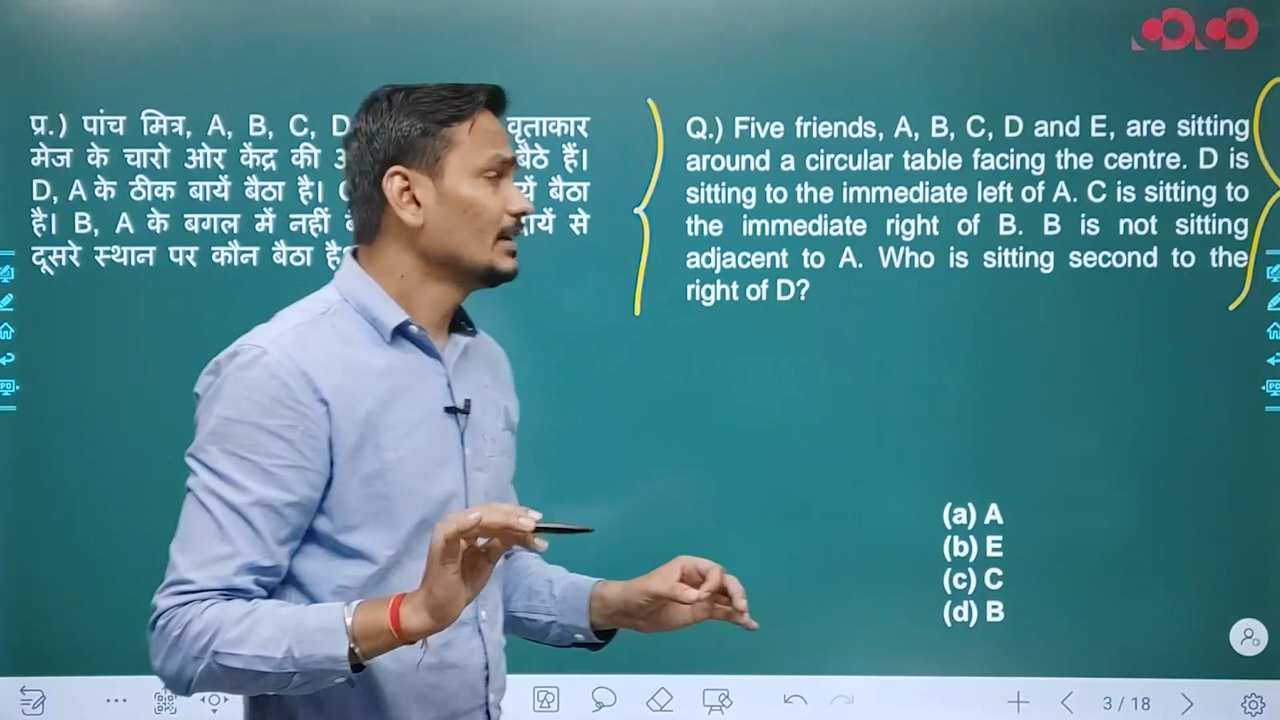 प्र.) पांच मित्र, A, B, C, D वृताकार
मेज के चारो ओर केंद्र की बैठे हैं।
D, A के ठीक बायें बैठा है। बैठा
है। B, A के बगल में नहीं से
दूसरे स्थान पर कौन बैठा
Q.) Five friends, A, B, C, D and E, are sitting
around a circular table facing the centre. D is
sitting to the immediate left of A. C is sitting to
the immediate right of B. B is not sitting
adjacent to A. Who is sitting second to the
right of D?
(a) A
(b) E
(c) C
(d) B
3 / 18